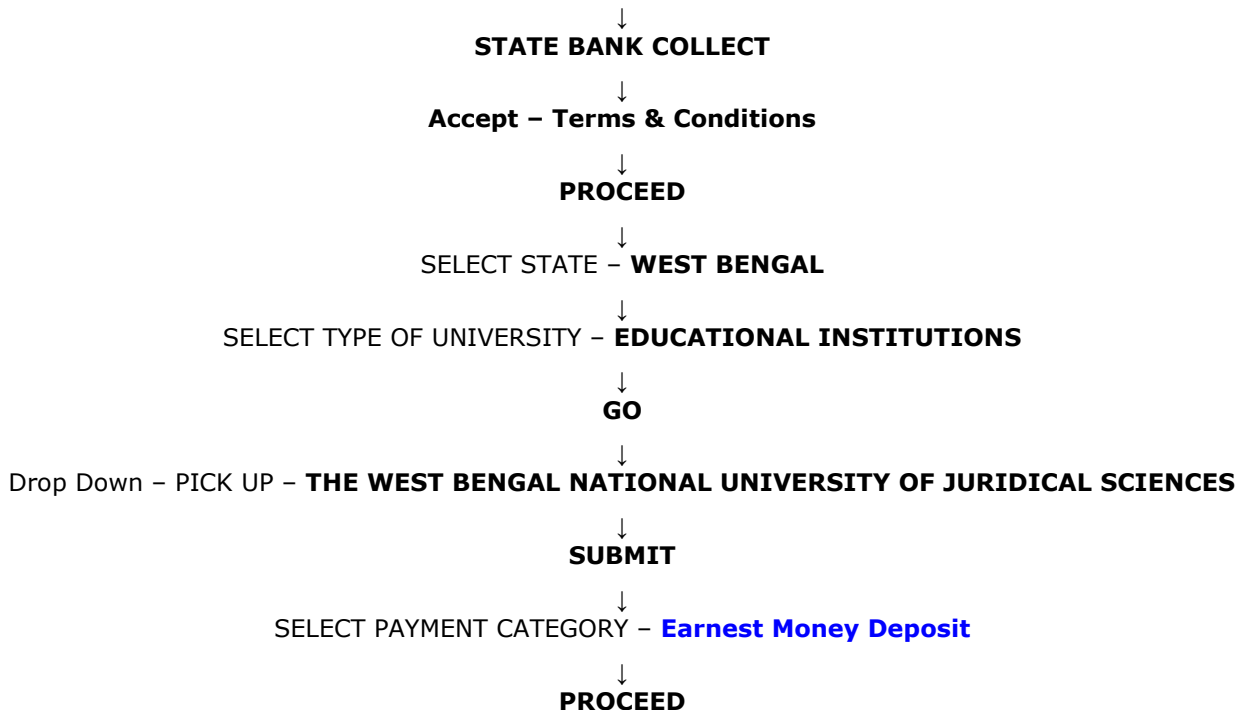 ↓
STATE BANK COLLECT
↓
Accept – Terms & Conditions
↓
PROCEED
↓
SELECT STATE – WEST BENGAL
↓
SELECT TYPE OF UNIVERSITY – EDUCATIONAL INSTITUTIONS
↓
GO
↓
Drop Down – PICK UP – THE WEST BENGAL NATIONAL UNIVERSITY OF JURIDICAL SCIENCES
↓
SUBMIT
↓
SELECT PAYMENT CATEGORY – Earnest Money Deposit
↓
PROCEED